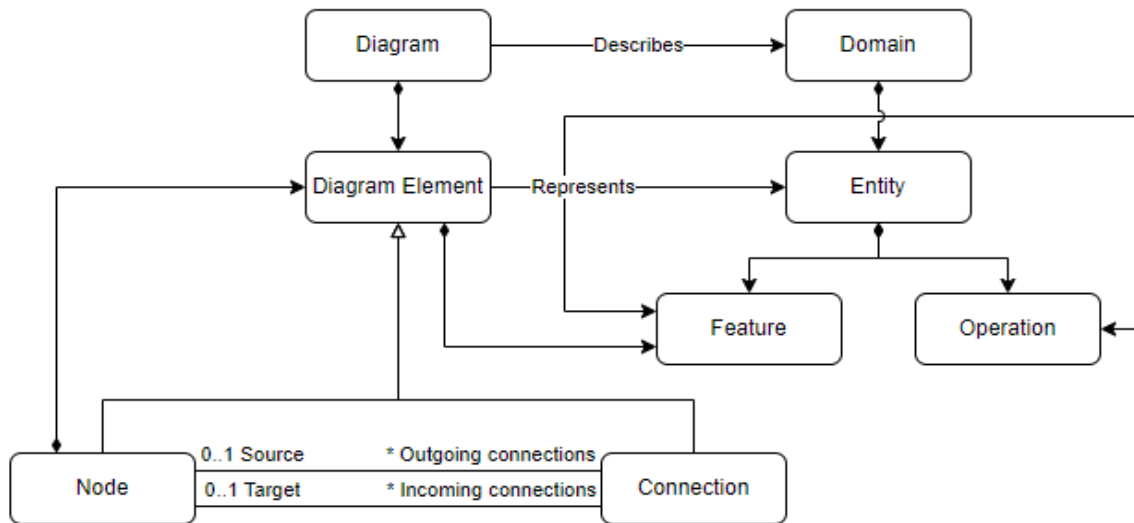 Diagram
Describes
Domain
Diagram Element
Represents
Entity
Feature
Operation
0..1 Source
* Outgoing connections
Node
0..1 Target
* Incoming connections
Connection